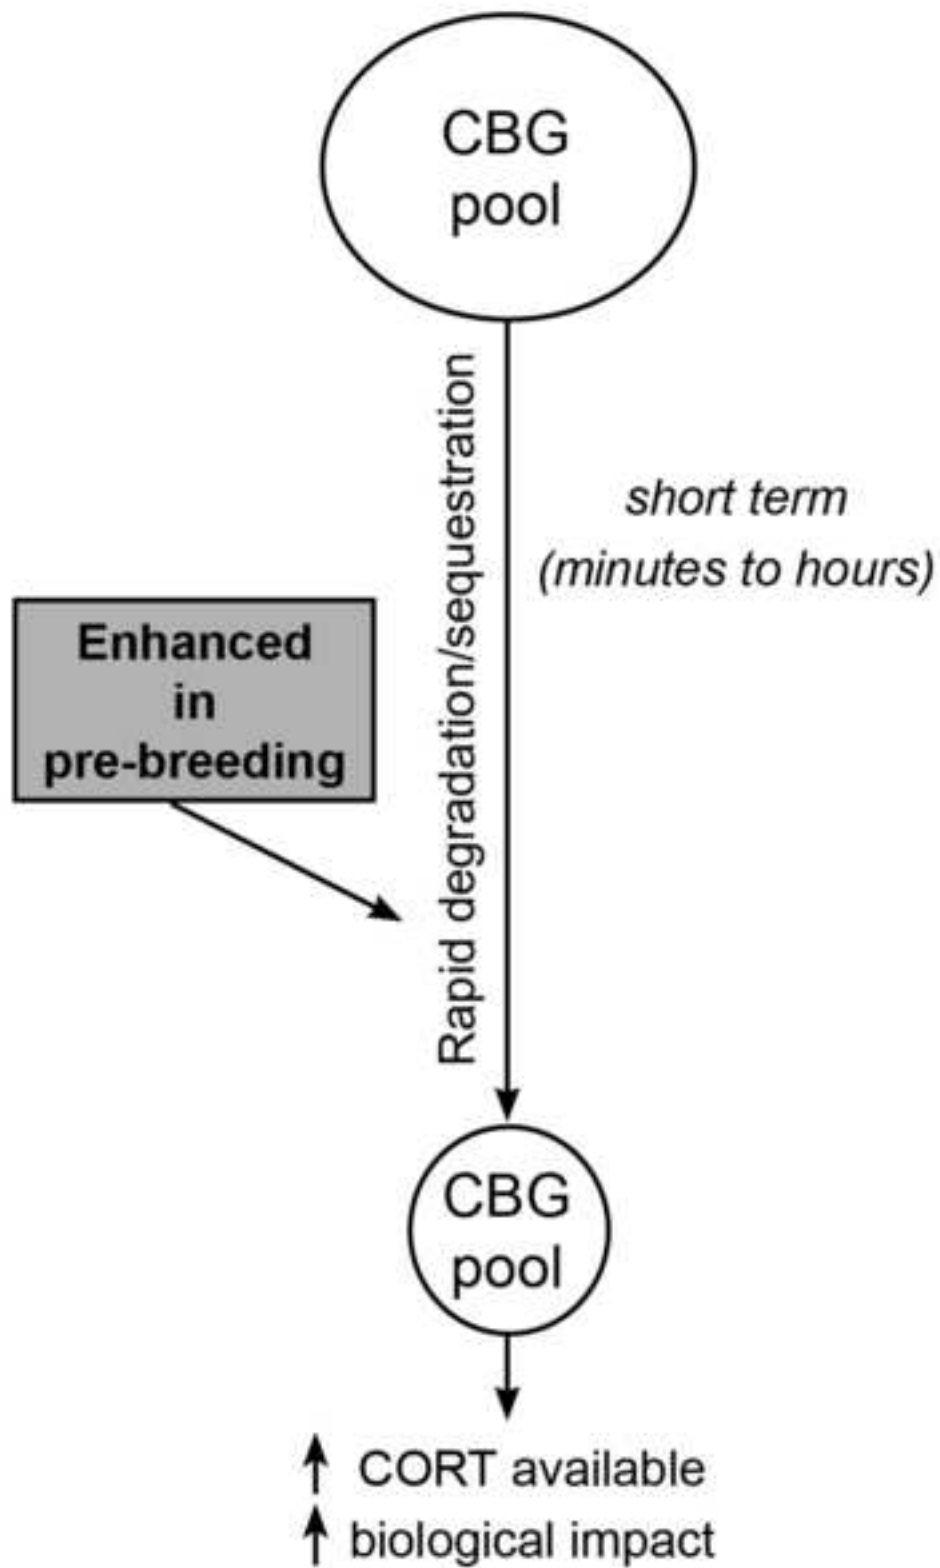 CBG
pool
Rapid degradation/sequestration
short term
(minutes to hours)
Enhanced
in
pre-breeding
CBG
pool
CORT available
biological impact